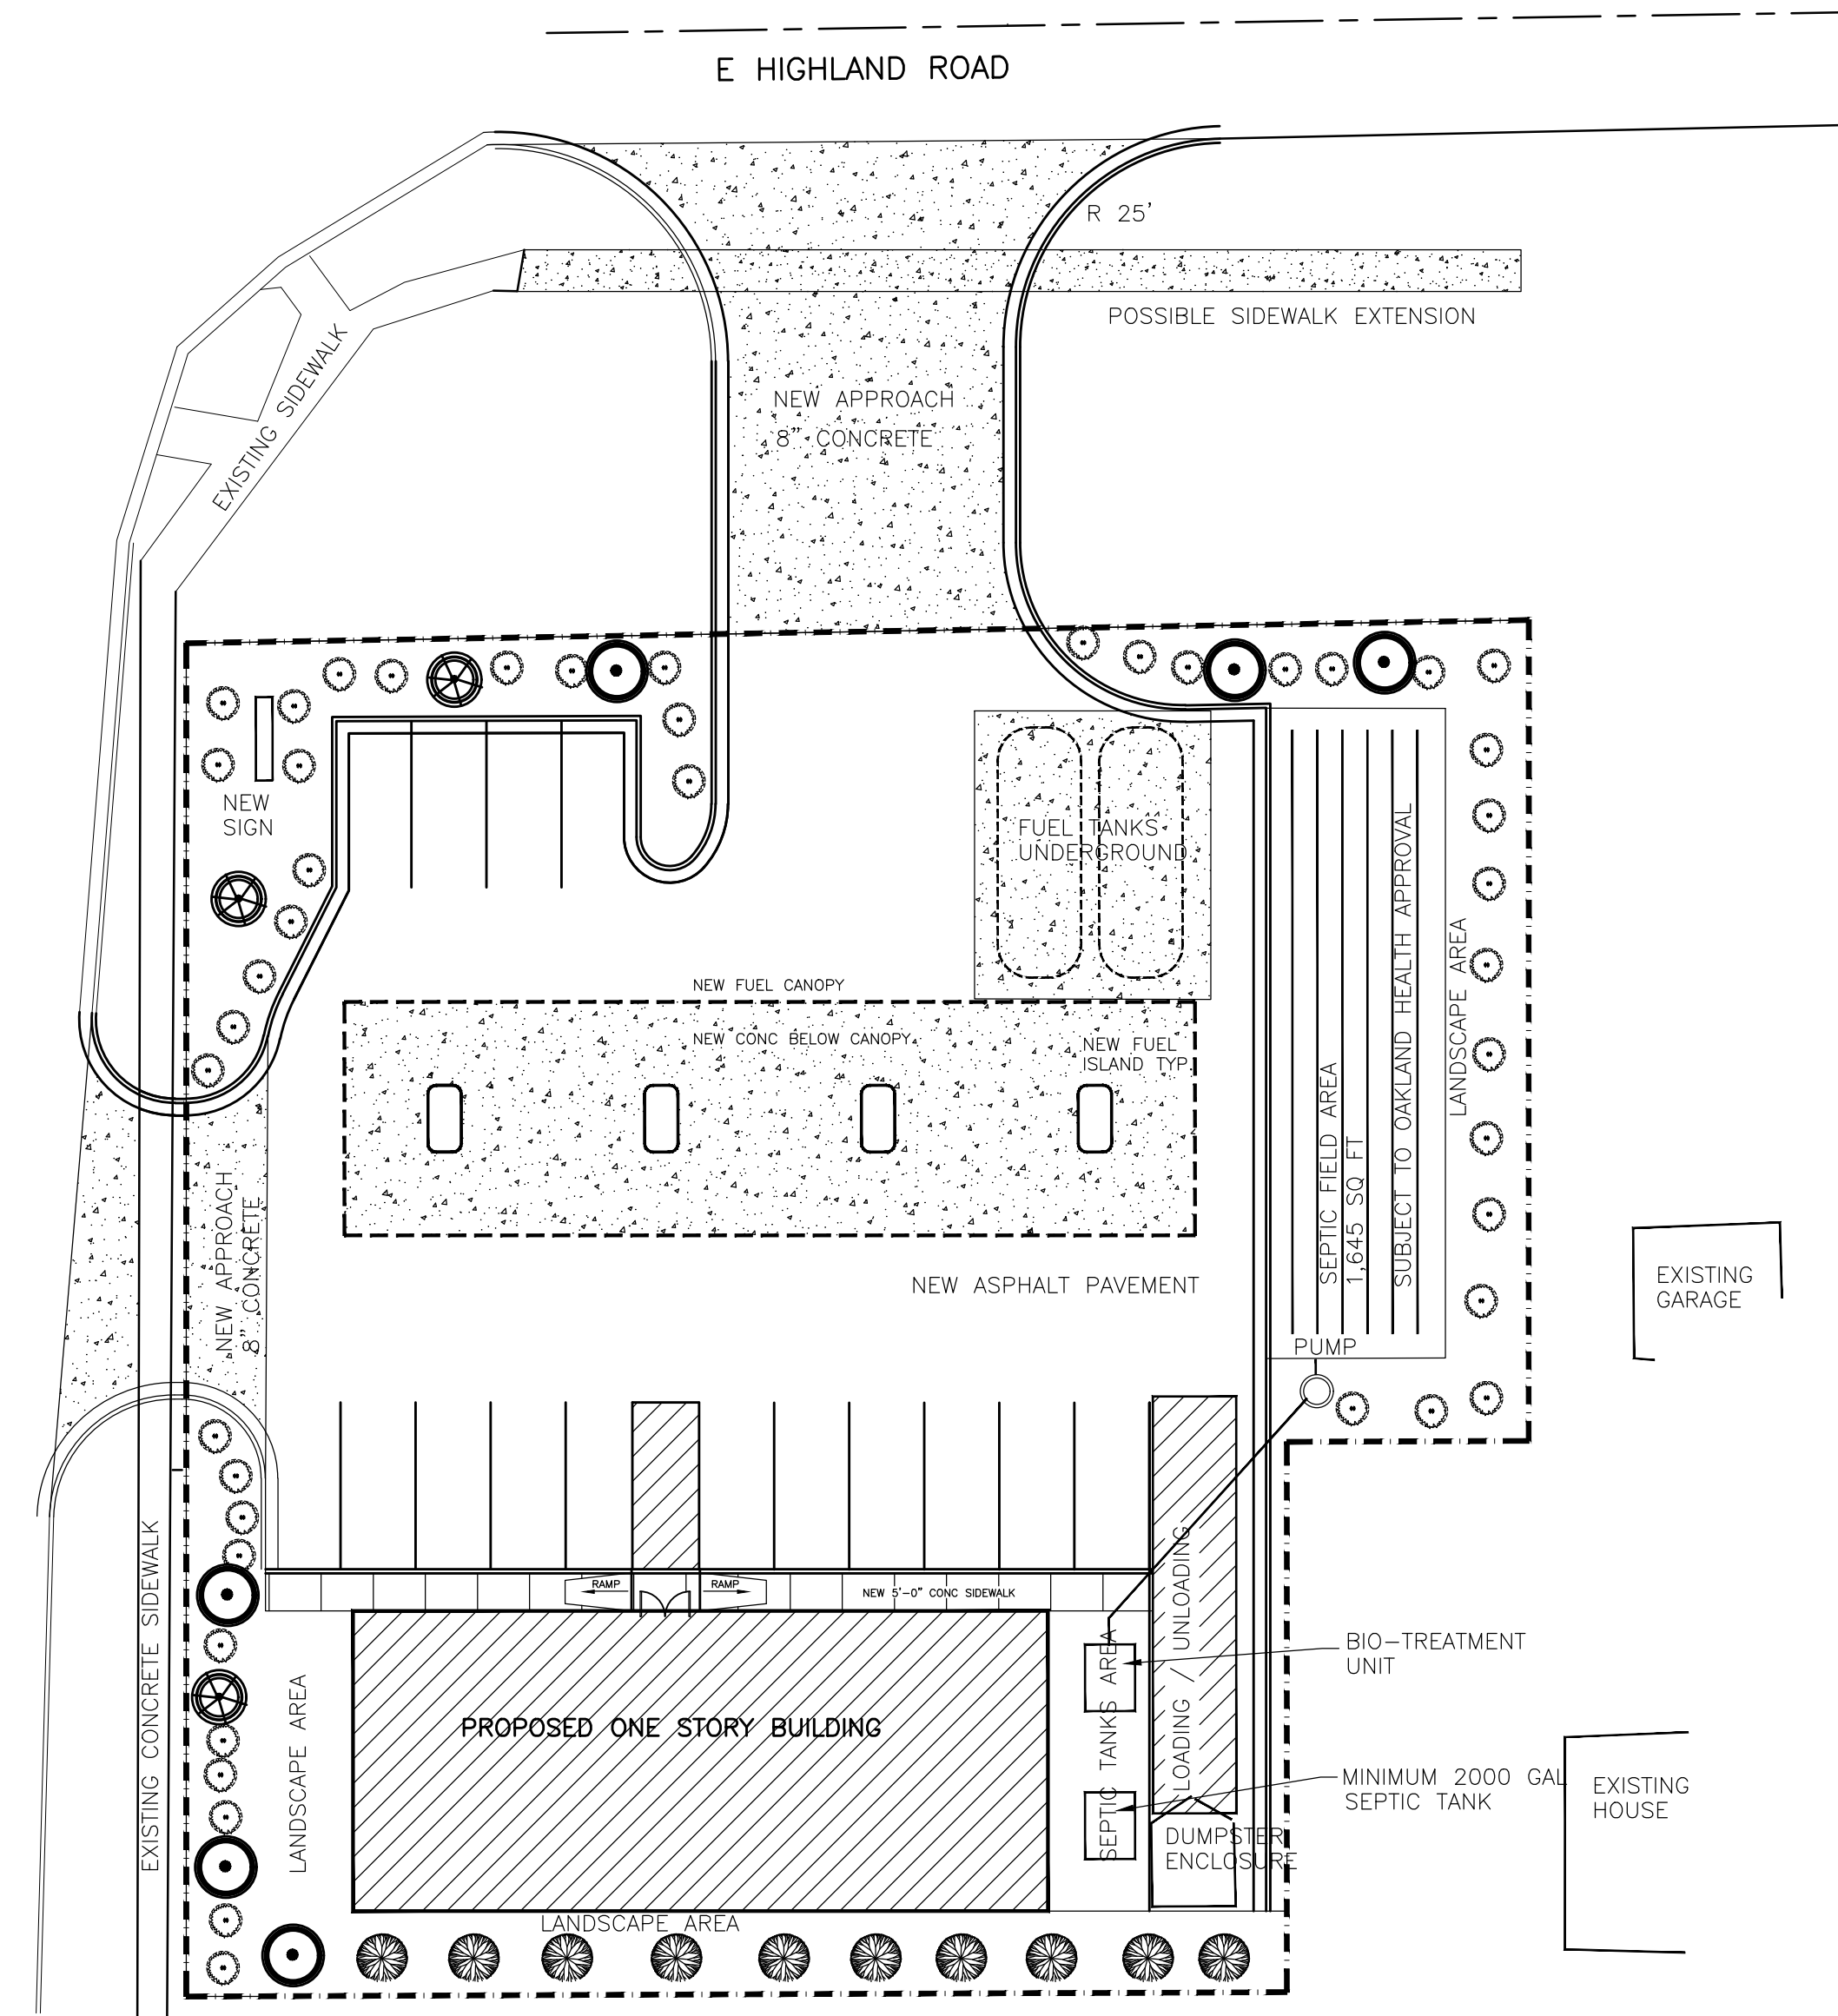 E HIGHLAND ROAD
R 25'
POSSIBLE SIDEWALK EXTENSION
EXISTING SIDEWALK
NEW APPROACH
8" CONCRETE
NEW
SIGN
FUEL TANKS
UNDERGROUND
NEW FUEL CANOPY
NEW CONC BELOW CANOPY
NEW FUEL
ISLAND TYP.
SEPTIC FIELD AREA
1,645 SQ FT
SUBJECT TO OAKLAND HEALTH APPROVAL
LANDSCAPE AREA
NEW APPROACH
8" CONCRETE
NEW ASPHALT PAVEMENT
EXISTING
GARAGE
PUMP
EXISTING CONCRETE SIDEWALK
RAMP
RAMP
NEW 5'-0" CONC SIDEWALK
LANDSCAPE AREA
PROPOSED ONE STORY BUILDING
SEPTIC TANKS AREA
LOADING / UNLOADING
BIO-TREATMENT
UNIT
MINIMUM 2000 GAL
SEPTIC TANK
EXISTING
HOUSE
DUMPSTER
ENCLOSURE
LANDSCAPE AREA